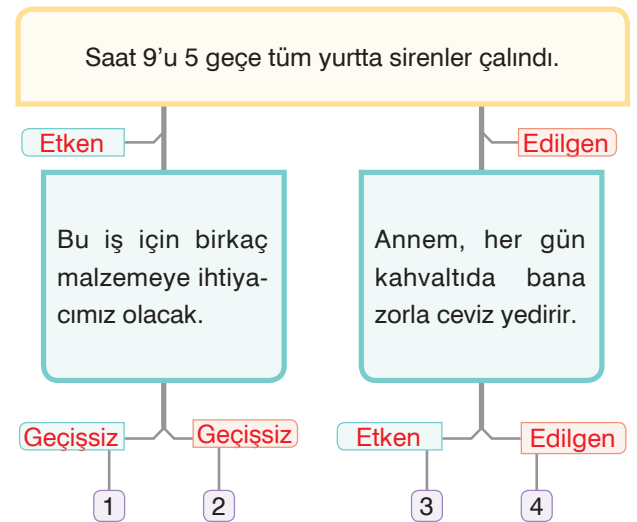 Saat 9’u 5 geçe tüm yurtta sirenler çalındı.
Etken
Edilgen
Bu iş için birkaç
malzemeye ihtiya-
cımız olacak.
Annem, her gün
kahvaltıda bana
zorla ceviz yedirir.
Geçişsiz
Geçişsiz
Etken
Edilgen
1
2
3
4